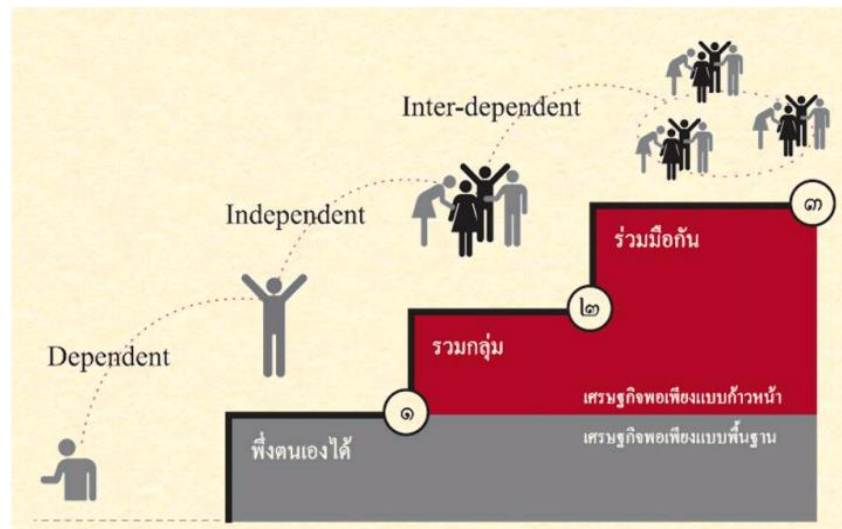 Inter-dependent
Independent
Dependent
๓
ร่วมมือกัน
๒
รวมกลุ่ม
เศรษฐกิจพอเพียงแบบก้าวหน้า
๑
เศรษฐกิจพอเพียงแบบพื้นฐาน
พึ่งตนเองได้